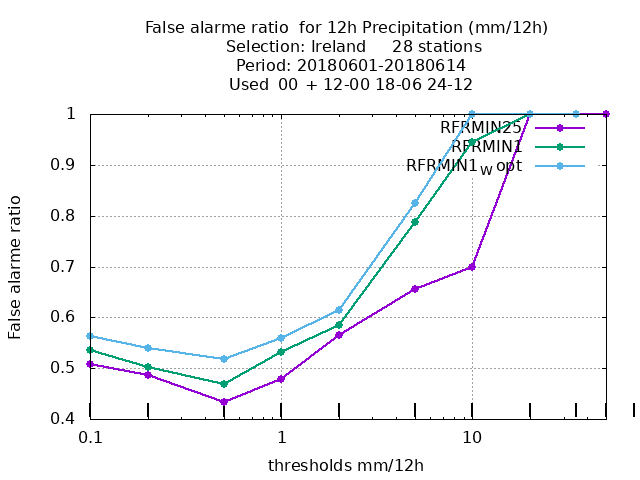 False alarme ratio  for 12h Precipitation (mm/12h)
Selection: Ireland     28 stations
Period: 20180601-20180614
Used  00  + 12-00 18-06 24-12
1
RFRMIN25
RFRMIN1
0.9
RFRMIN1w opt
0.8
0.7
0.6
0.5
0.4
False alarme ratio
0.1 1 10
thresholds mm/12h